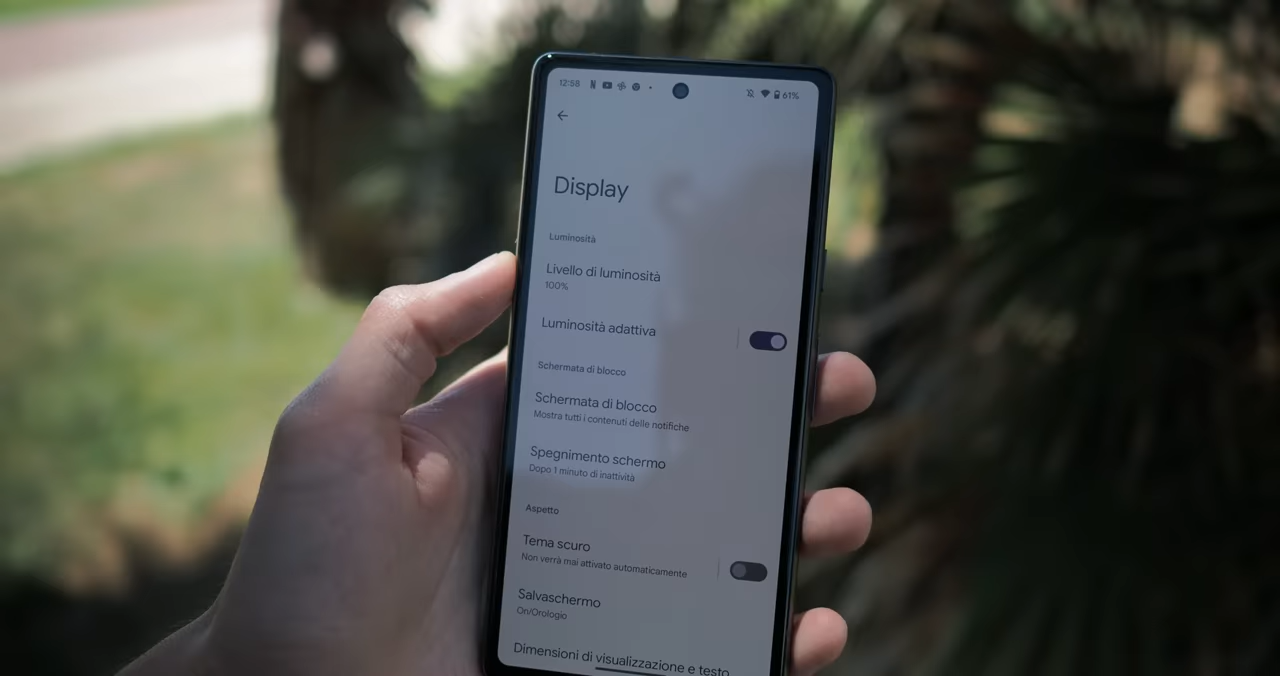 12:58
61%
Display
Luminosità
Livello di luminosità
100%
Luminosità adattiva
Schermata di blocco
Schermata di blocco
Mostra tutti i contenuti delle notifiche
Spegnimento schermo
Dopo 1 minuto di inattività
Aspetto
Tema scuro
Non verrà mai attivato automaticamente
Salvaschermo
On/Orologio
Dimensioni di visualizzazione e testo